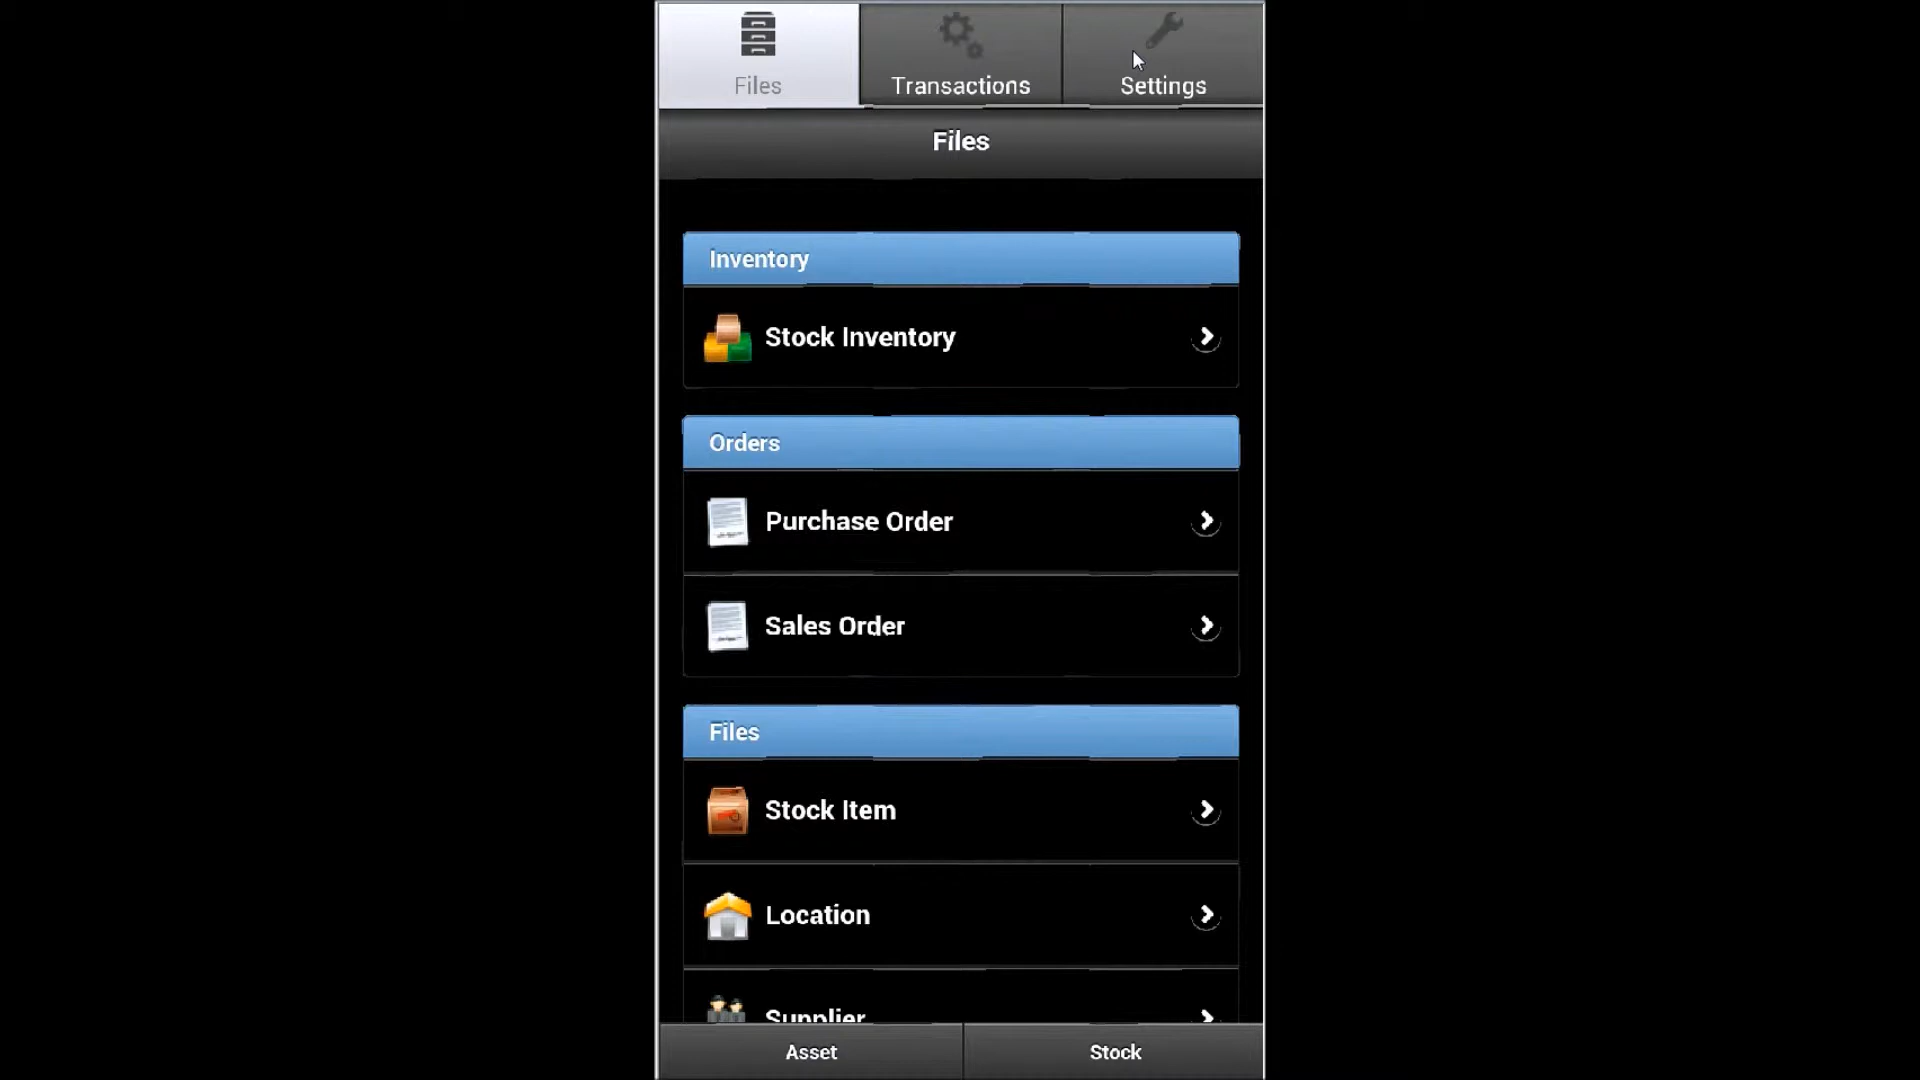 Files
Transactions
Settings
Files
Inventory
Stock Inventory
Orders
Purchase Order
Sales Order
Files
Stock Item
Location
Supplier
Asset
Stock